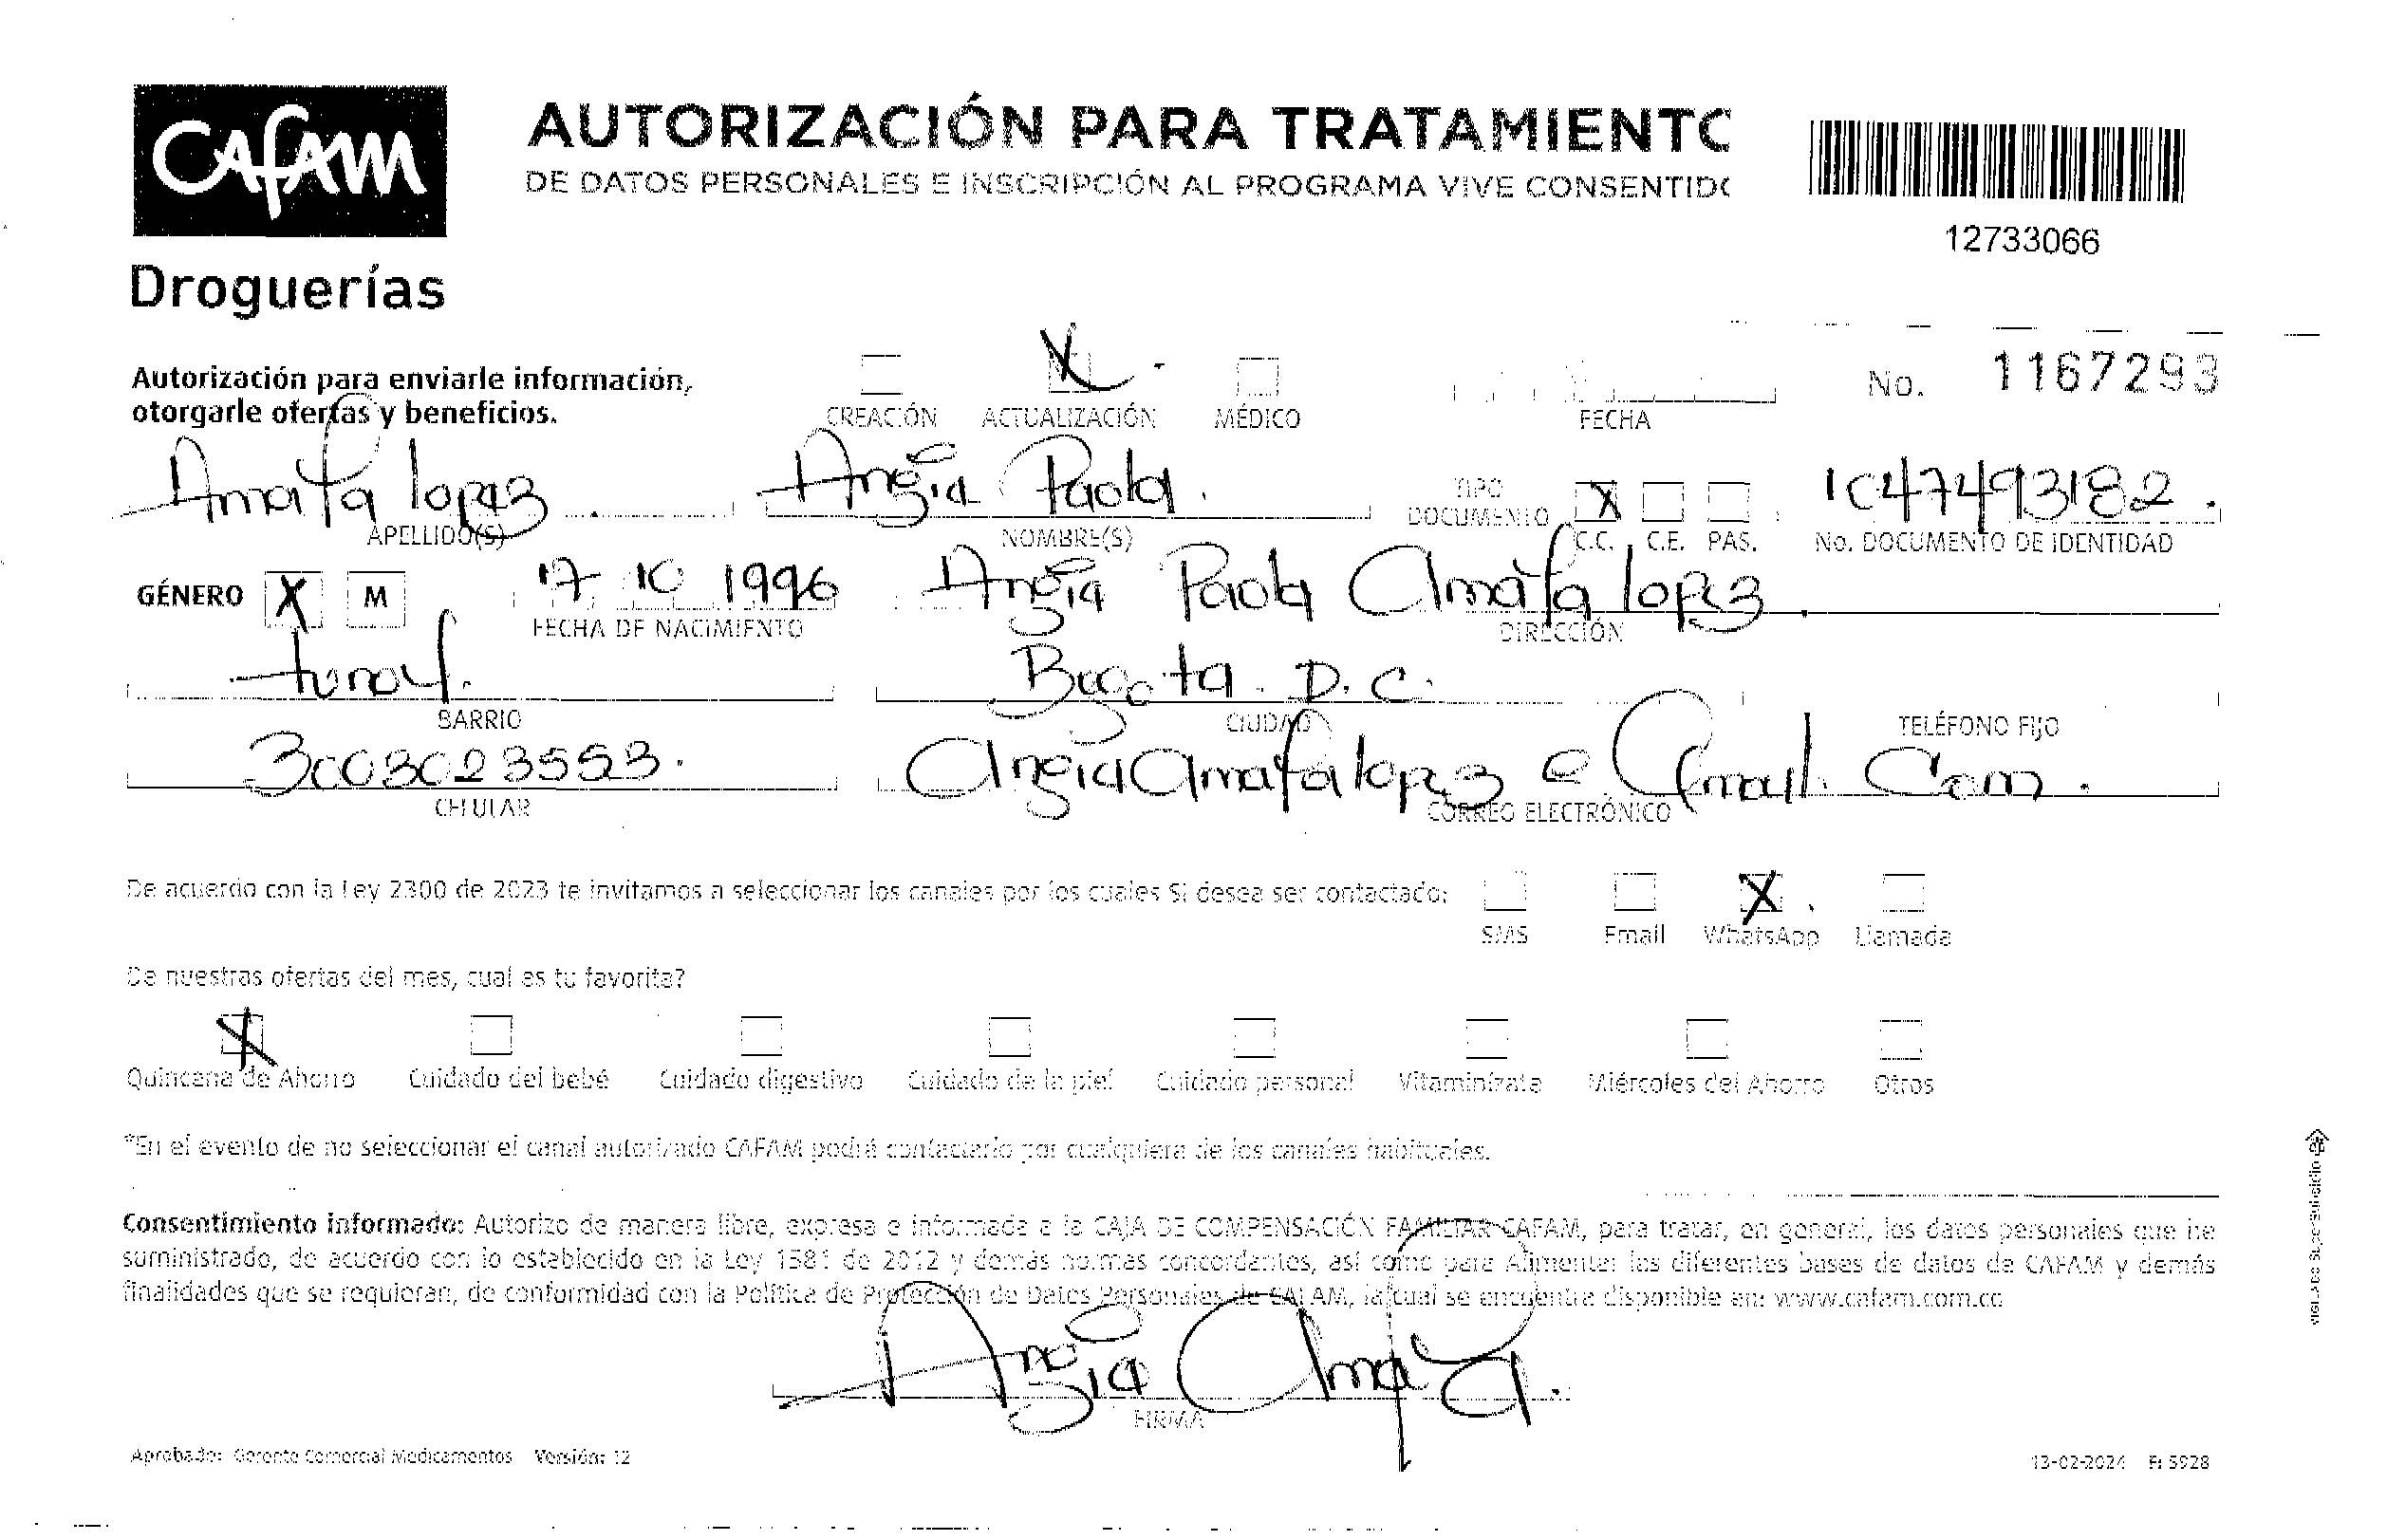 CAFAM
AUTORIZACIÓN PARA TRATAMIENTO
DE DATOS PERSONALES E INSCRIPCIÓN AL PROGRAMA VIVE CONSENTIDO
12733066
Droguerías
Autorización para enviarle información,
otorgarle ofertas y beneficios.
X
CREACIÓN ACTUALIZACIÓN MÉDICO
FECHA
No. 1167293
Amafa lopez. Angia Paola.
APELLIDO(S) NOMBRE(S)
TIPO DOCUMENTO X C.C. C.E. PAS.
1047493182.
No. DOCUMENTO DE IDENTIDAD
GÉNERO X M 17 10 1996 Angia Paola Amafa lopez.
FECHA DE NACIMIENTO DIRECCIÓN
Bogota. D.C.
BARRIO CIUDAD TELÉFONO FIJO
3003023553. Angiaamafalopez @ Gmail. Com.
CELULAR CORREO ELECTRÓNICO
De acuerdo con la Ley 2300 de 2023 te invitamos a seleccionar los canales por los cuales Si desea ser contactado:
X
SMS Email WhatsApp Llamada
De nuestras ofertas del mes, cual es tu favorita?
X
Quincena de Ahorro Cuidado del bebé Cuidado digestivo Cuidado de la piel Cuidado personal Vitamínizate Miércoles del Ahorro Otros
*En el evento de no seleccionar el canal autorizado CAFAM podrá contactarlo por cualquiera de los canales habituales.
Consentimiento informado: Autorizo de manera libre, expresa e informada a la CAJA DE COMPENSACIÓN FAMILIAR CAFAM, para tratar, en general, los datos personales que he
suministrado, de acuerdo con lo establecido en la Ley 1581 de 2012 y demás normas concordantes, así como para Alimentar las diferentes bases de datos de CAFAM y demás
finalidades que se requieran, de conformidad con la Política de Protección de Datos Personales de CAFAM, la cual se encuentra disponible en: www.cafam.com.co
Angia Amafa.
FIRMA
Aprobado: Gerente Comercial Medicamentos Versión: 12
13-02-2024 F: 5928
VIGILADO SuperSubsidio